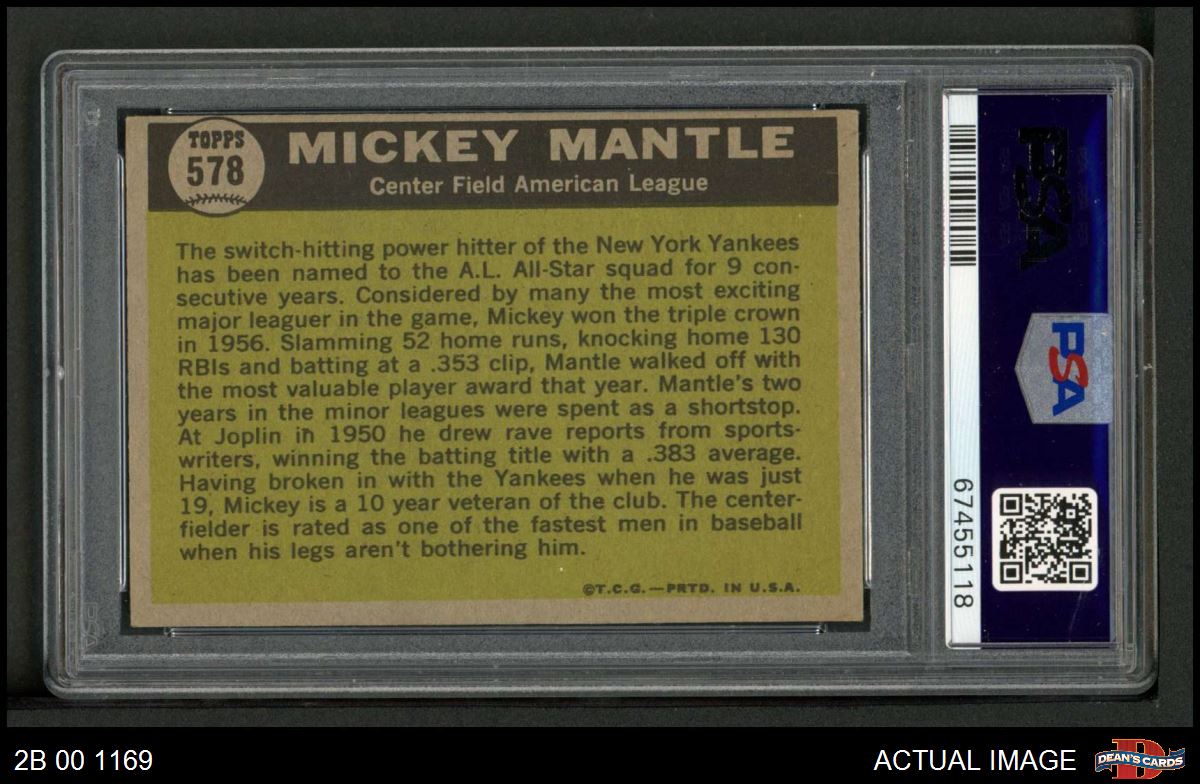 TOPPS
578
MICKEY MANTLE
Center Field American League
The switch-hitting power hitter of the New York Yankees
has been named to the A.L. All-Star squad for 9 con-
secutive years. Considered by many the most exciting
major leaguer in the game, Mickey won the triple crown
in 1956. Slamming 52 home runs, knocking home 130
RBIs and batting at a .353 clip, Mantle walked off with
the most valuable player award that year. Mantle's two
years in the minor leagues were spent as a shortstop.
At Joplin in 1950 he drew rave reports from sports-
writers, winning the batting title with a .383 average.
Having broken in with the Yankees when he was just
19, Mickey is a 10 year veteran of the club. The center-
fielder is rated as one of the fastest men in baseball
when his legs aren't bothering him.
©T.C.G.—PRTD. IN U.S.A.
PSA
PSA
67455118
2B 00 1169
ACTUAL IMAGE
DEAN'S CARDS